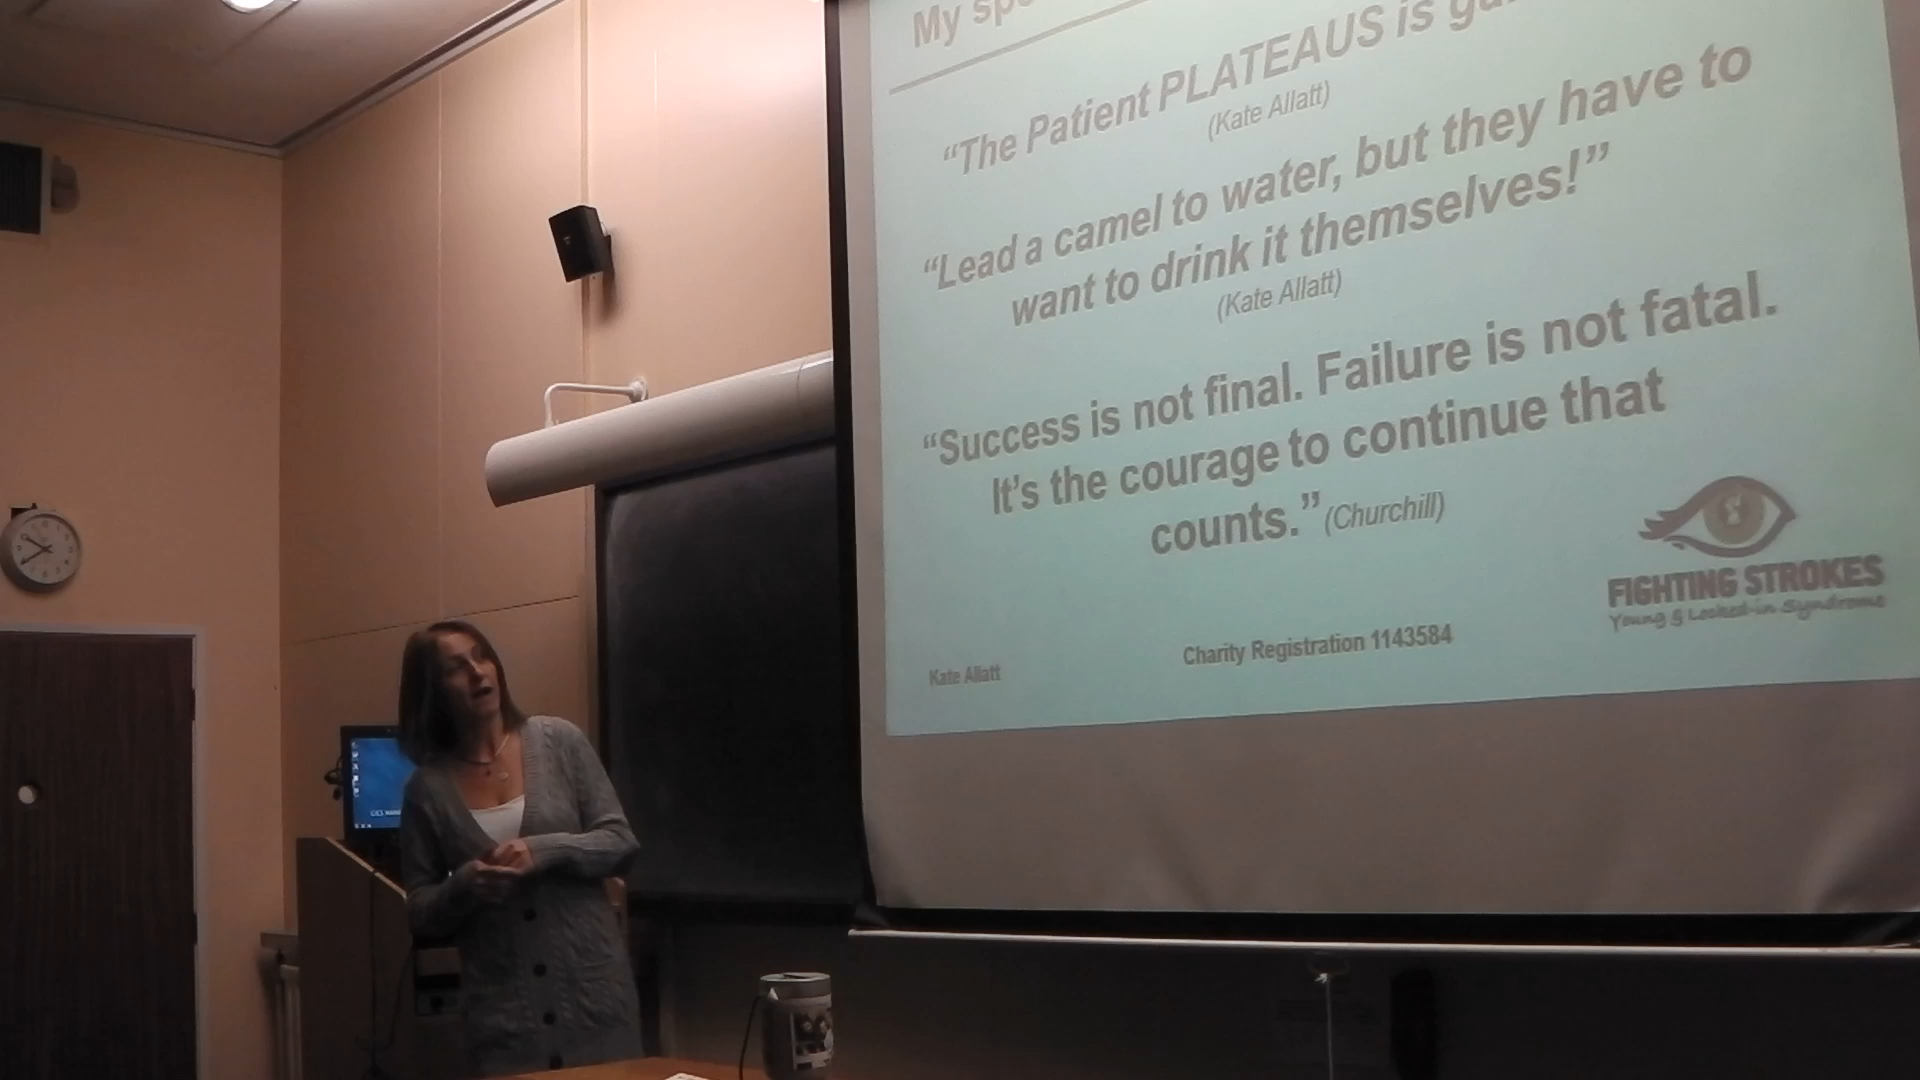 My
“The Patient PLATEAUS is
(Kate Allatt)
“Lead a camel to water, but they have to
want to drink it themselves!”
(Kate Allatt)
“Success is not final. Failure is not fatal.
It’s the courage to continue that
counts.” (Churchill)
FIGHTING STROKES
Young & Locked-in Syndrome
Charity Registration 1143584
Kate Allatt